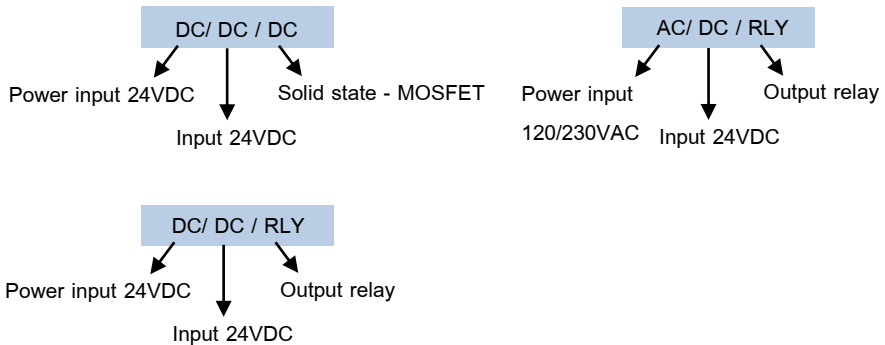 DC/ DC / DC
Power input 24VDC
Solid state - MOSFET
Input 24VDC
AC/ DC / RLY
Power input
120/230VAC
Output relay
Input 24VDC
DC/ DC / RLY
Power input 24VDC
Output relay
Input 24VDC